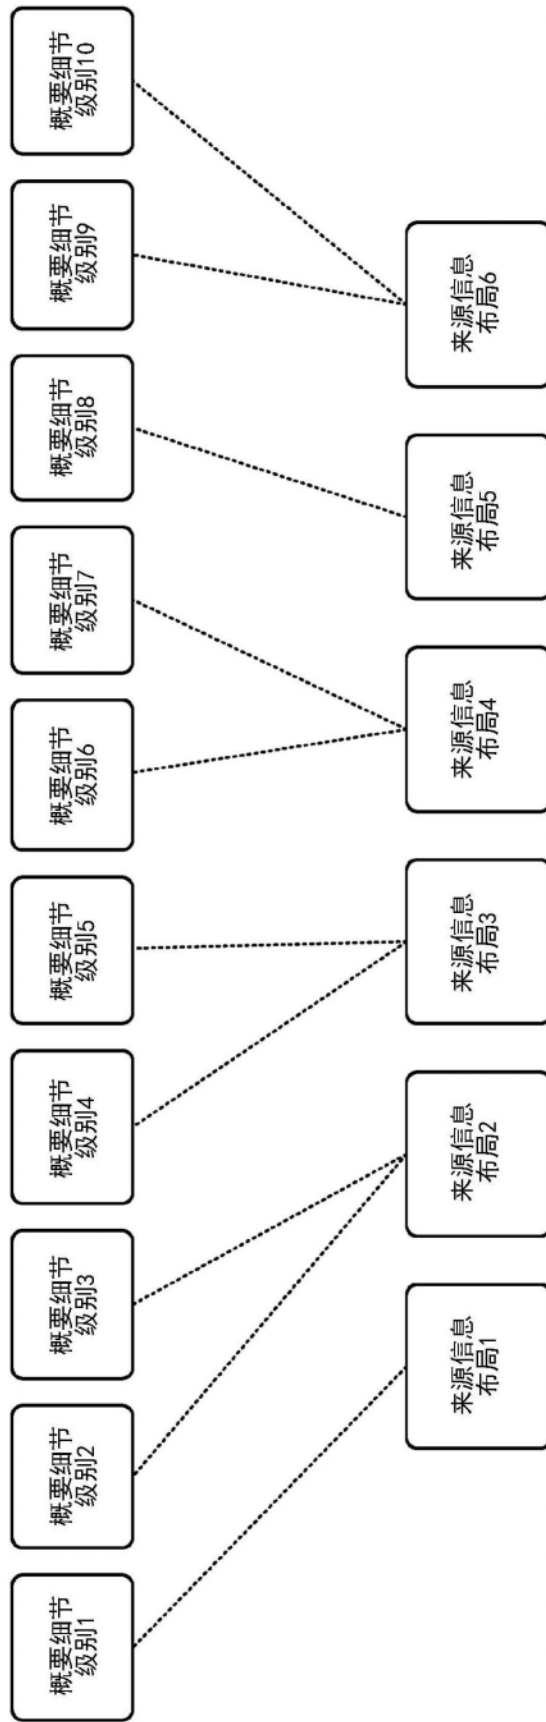 概要细节
级别1
概要细节
级别2
概要细节
级别3
概要细节
级别4
概要细节
级别5
概要细节
级别6
概要细节
级别7
概要细节
级别8
概要细节
级别9
概要细节
级别10
来源信息
布局1
来源信息
布局2
来源信息
布局3
来源信息
布局4
来源信息
布局5
来源信息
布局6